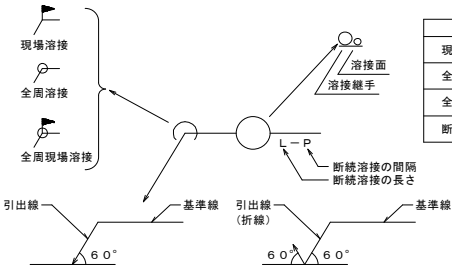 現場溶接
全周溶接
全周現場溶接
溶接面
溶接継手
L－P
断続溶接の間隔
断続溶接の長さ
引出線
基準線
60°
引出線
(折線)
基準線
60°
60°
現
全
全
断